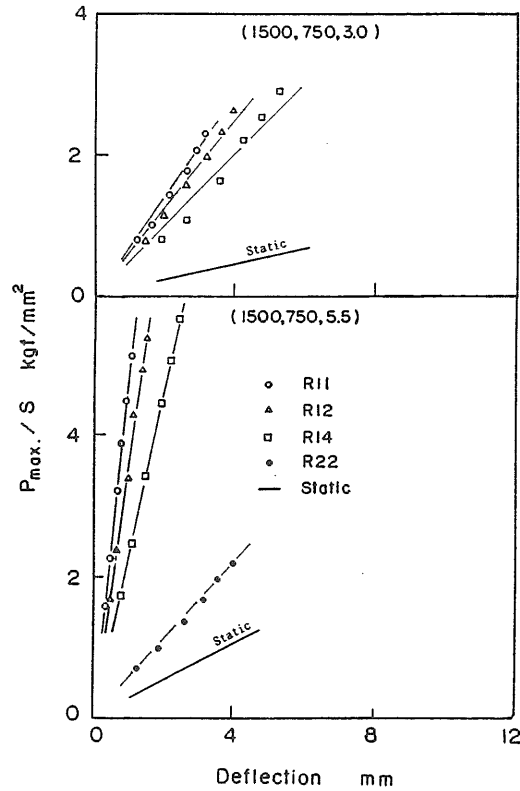 4
(1500,750,3.0)
2
Static
0
(1500,750,5.5)
R11
R12
R14
R22
Static
4
2
Static
0
0
4
8
12
Pmax./S kgf/mm2
Deflection mm